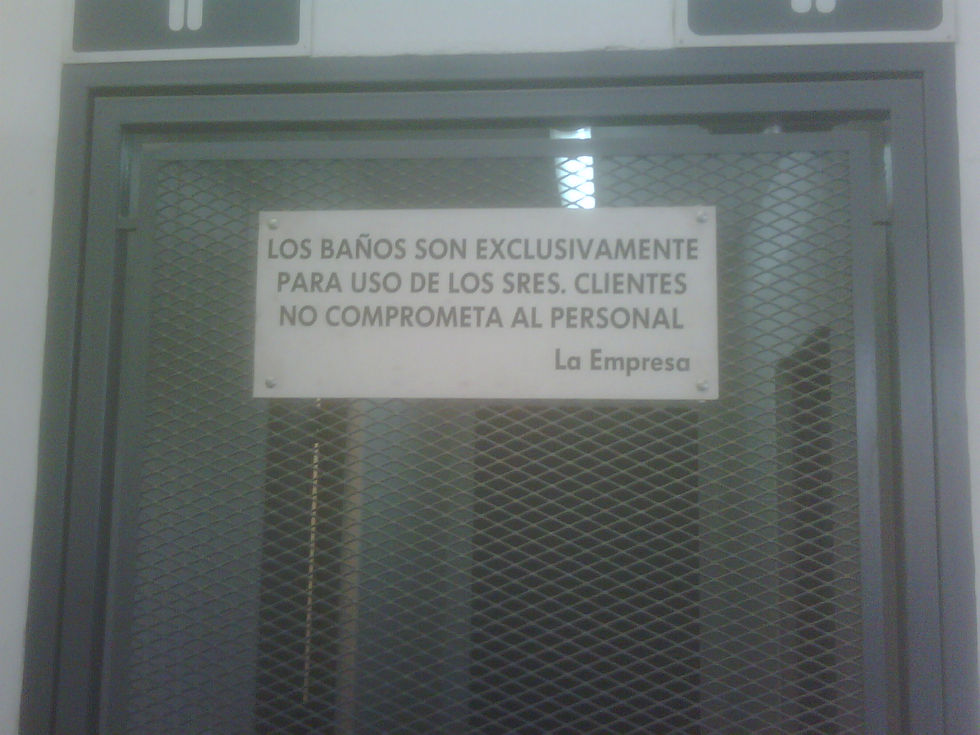 LOS BAÑOS SON EXCLUSIVAMENTE
PARA USO DE LOS SRES. CLIENTES
NO COMPROMETA AL PERSONAL
La Empresa